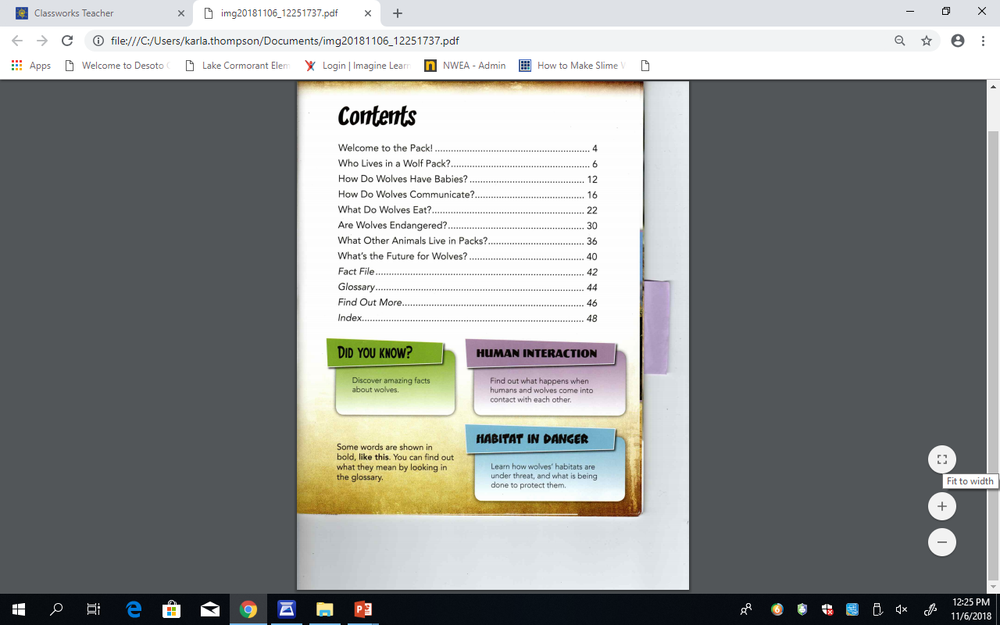 Classworks Teacher
img20181106_12251737.pdf
file:///C:/Users/karla.thompson/Documents/img20181106_12251737.pdf
Apps
Welcome to Desoto
Lake Cormorant Elem
Login | Imagine Learn
NWEA - Admin
How to Make Slime
Contents
Welcome to the Pack! 4
Who Lives in a Wolf Pack? 6
How Do Wolves Have Babies? 12
How Do Wolves Communicate? 16
What Do Wolves Eat? 22
Are Wolves Endangered? 30
What Other Animals Live in Packs? 36
What's the Future for Wolves? 40
Fact File 42
Glossary 44
Find Out More 46
Index 48
DID YOU KNOW?
Discover amazing facts
about wolves.
HUMAN INTERACTION
Find out what happens when
humans and wolves come into
contact with each other.
Some words are shown in
bold, like this. You can find out
what they mean by looking in
the glossary.
HABITAT IN DANGER
Learn how wolves' habitats are
under threat, and what is being
done to protect them.
Fit to width
12:25 PM
11/6/2018